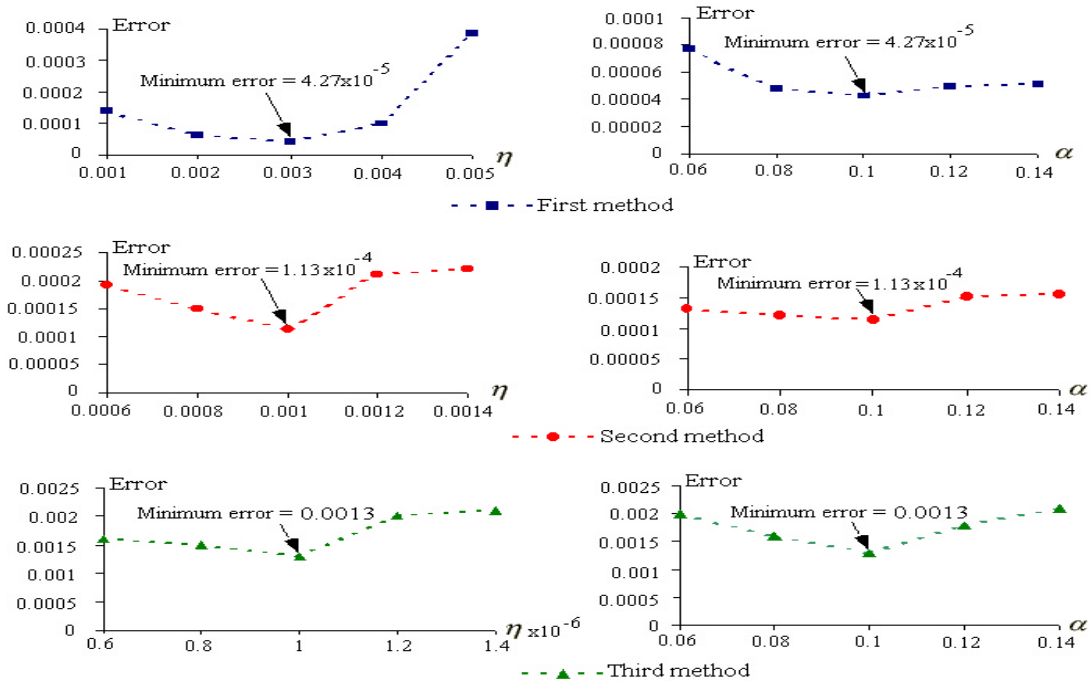 Error
0.0004
0.0003
0.0002
0.0001
0
Minimum error = 4.27x10-5
0.001 0.002 0.003 0.004 0.005
η
Error
0.0001
0.00008
0.00006
0.00004
0.00002
0
Minimum error = 4.27x10-5
0.06 0.08 0.1 0.12 0.14
α
First method
Error
0.00025
0.0002
0.00015
0.0001
0.00005
0
Minimum error = 1.13x10-4
0.0006 0.0008 0.001 0.0012 0.0014
η
Error
0.0002
0.00015
0.0001
0.00005
0
Minimum error = 1.13x10-4
0.06 0.08 0.1 0.12 0.14
α
Second method
Error
0.0025
0.002
0.0015
0.001
0.0005
0
Minimum error = 0.0013
0.6 0.8 1 1.2 1.4
η x10-6
Error
0.0025
0.002
0.0015
0.001
0.0005
0
Minimum error = 0.0013
0.06 0.08 0.1 0.12 0.14
α
Third method